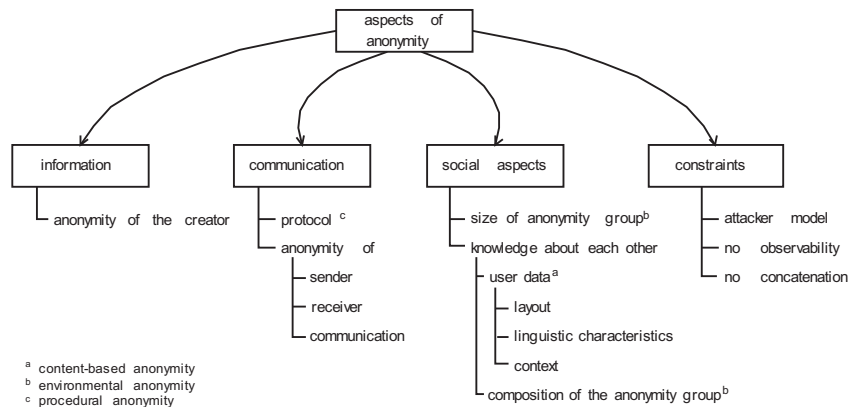 aspects of
anonymity
information
communication
social aspects
constraints
anonymity of the creator
protocol c
anonymity of
sender
receiver
communication
size of anonymity group b
knowledge about each other
user data a
layout
linguistic characteristics
context
composition of the anonymity group b
attacker model
no observability
no concatenation
a content-based anonymity
b environmental anonymity
c procedural anonymity